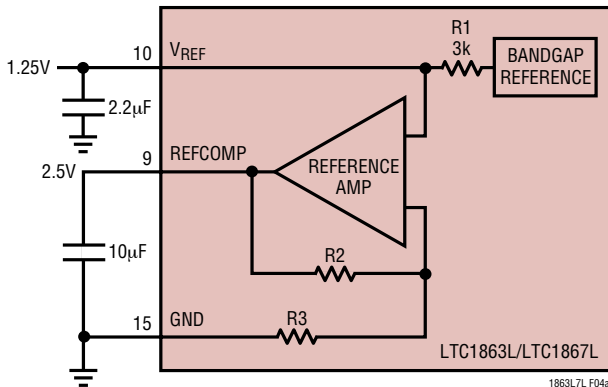 R1
3k
BANDGAP
REFERENCE
10
VREF
1.25V
2.2µF
9
REFCOMP
2.5V
REFERENCE
AMP
10µF
R2
15
GND
R3
LTC1863L/LTC1867L
1863L7L F04a